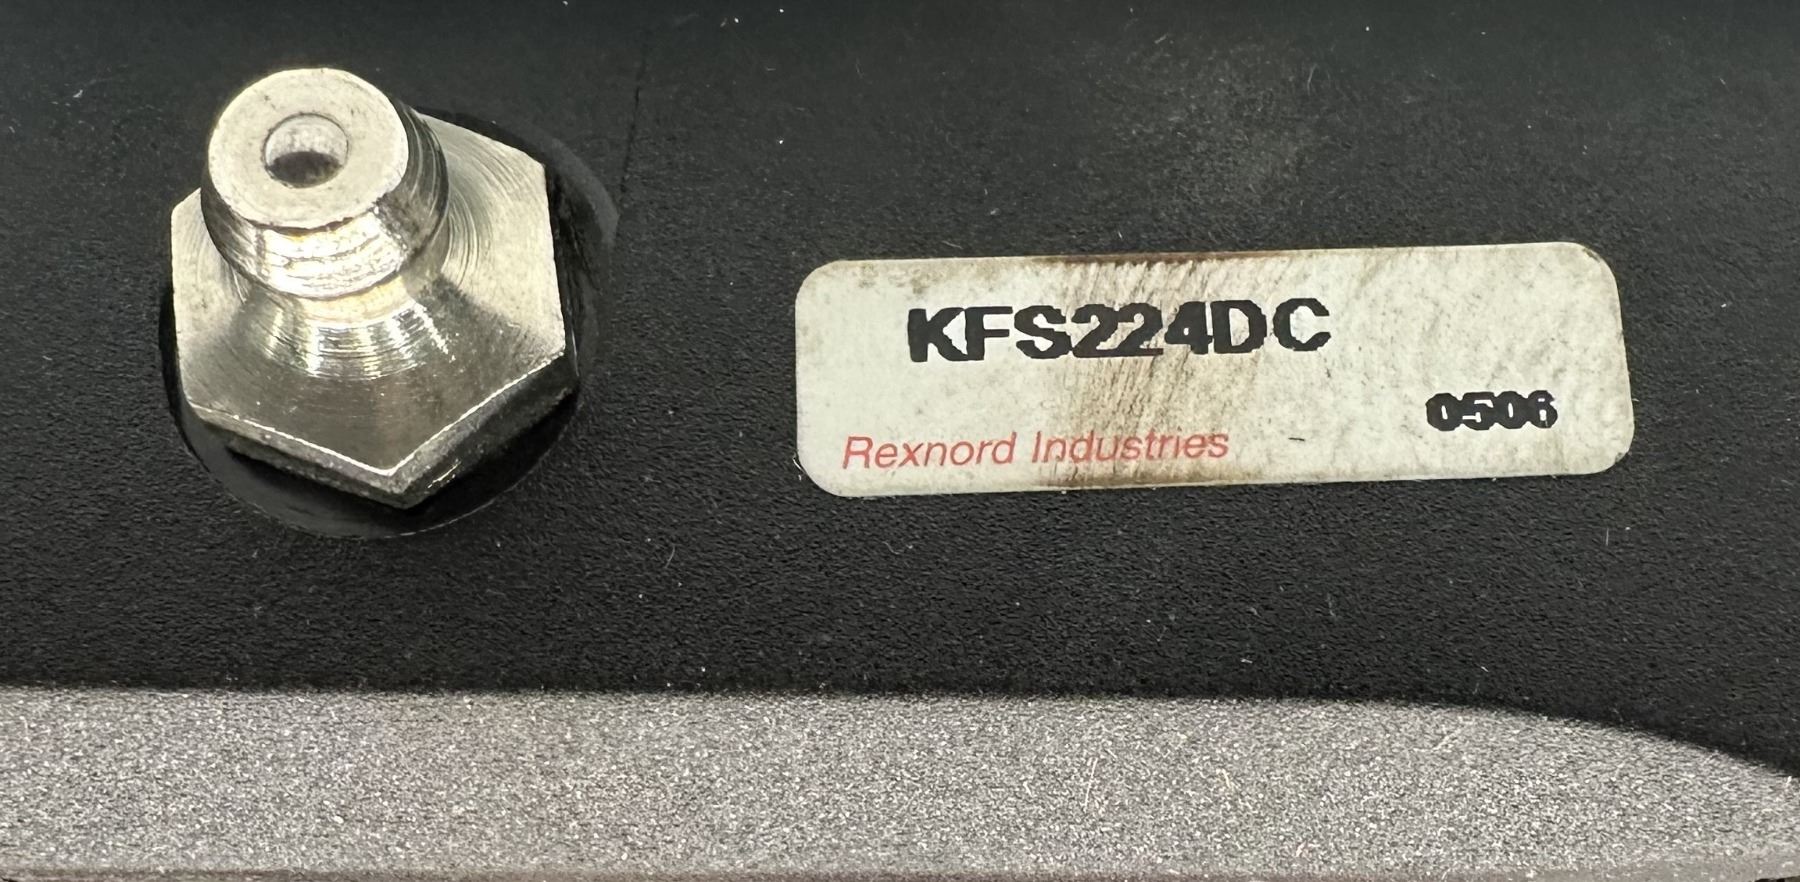 KFS224DC
0506
Rexnord Industries